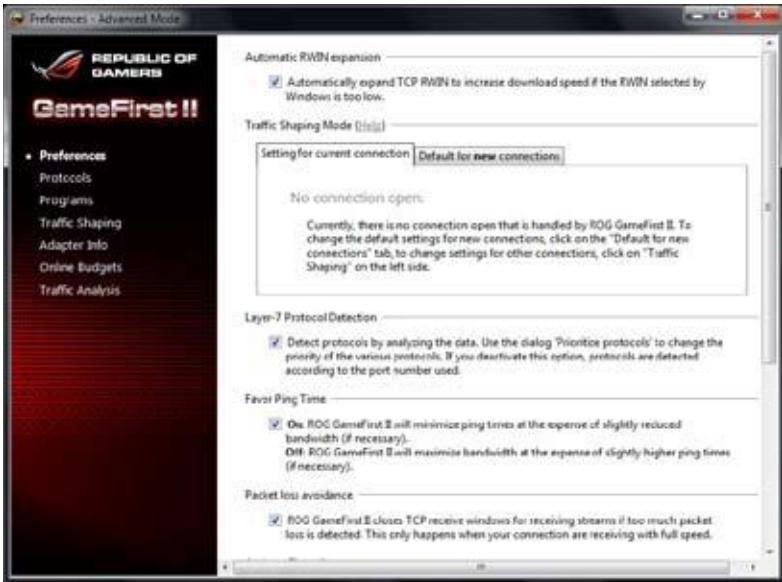 Preferences - Advanced Mode
REPUBLIC OF
GAMERS
GameFirst II
Preferences
Protocols
Programs
Traffic Shaping
Adapter Info
Online Budgets
Traffic Analysis
Automatic RWIN expansion
Automatically expand TCP RWIN to increase download speed if the RWIN selected by
Windows is too low.
Traffic Shaping Mode (Help)
Setting for current connection Default for new connections
No connection open.
Currently, there is no connection open that is handled by ROG GameFirst II. To
change the default settings for new connections, click on the "Default for new
connections" tab, to change settings for other connections, click on "Traffic
Shaping" on the left side.
Layer-7 Protocol Detection
Detect protocols by analyzing the data. Use the dialog 'Prioritize protocols' to change the
priority of the various protocols. If you deactivate this option, protocols are detected
according to the port number used.
Favor Ping Time
On: ROG GameFirst II will minimize ping times at the expense of slightly reduced
bandwidth (if necessary).
Off: ROG GameFirst II will maximize bandwidth at the expense of slightly higher ping times
(if necessary).
Packet loss avoidance
ROG GameFirst II closes TCP receive windows for receiving streams if too much packet
loss is detected. This only happens when your connection are receiving with full speed.